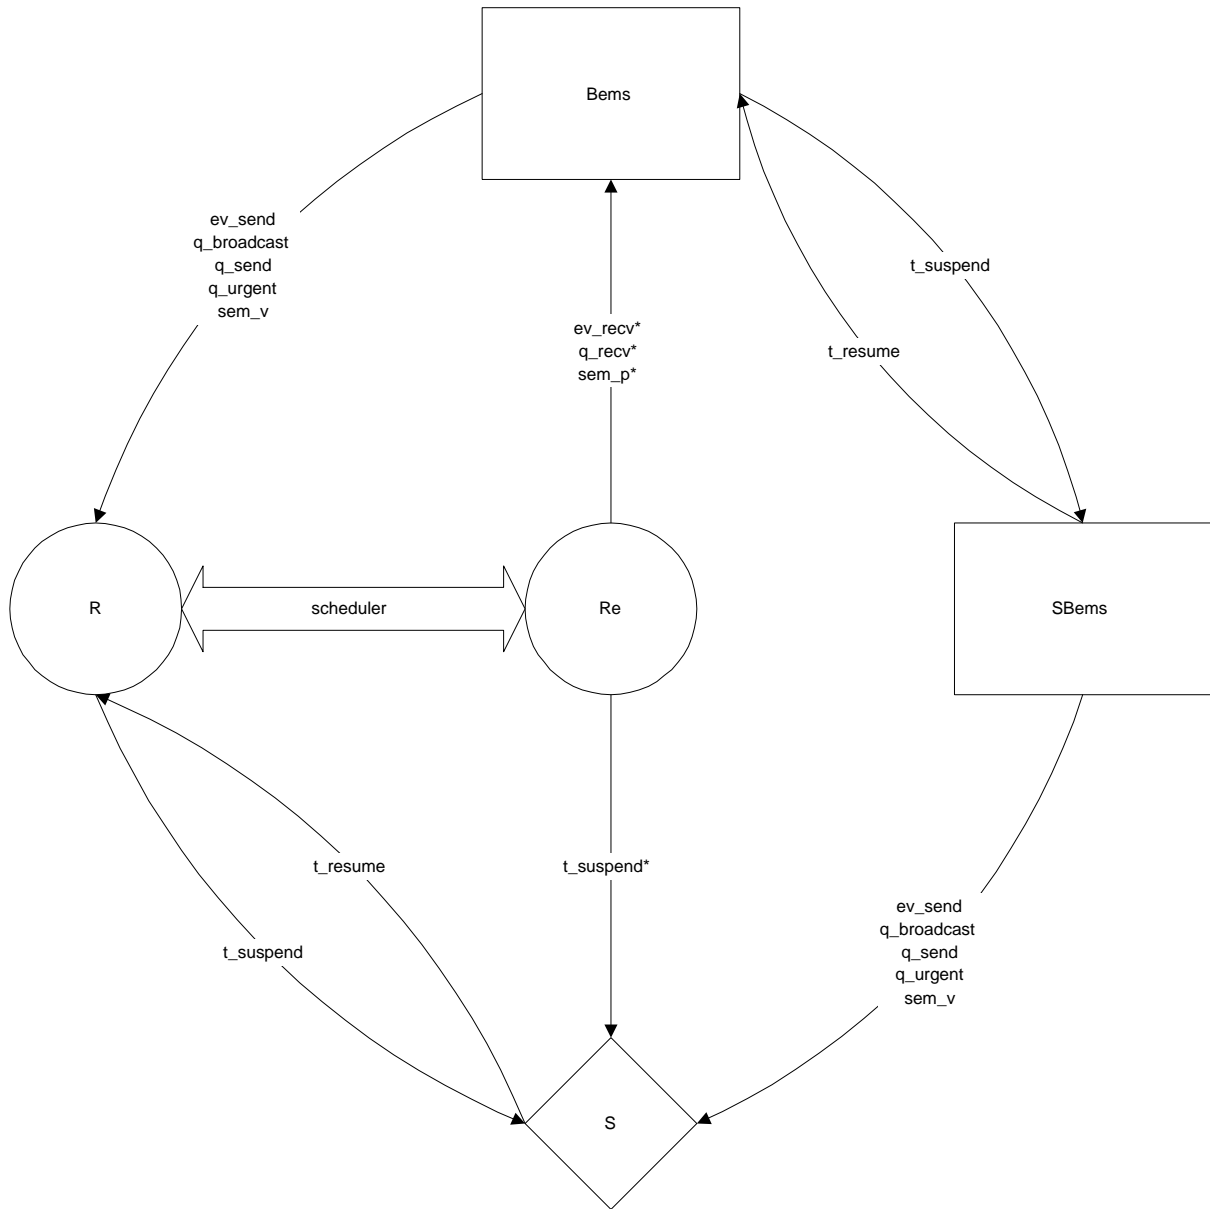 Bems
ev_send
q_broadcast
q_send
q_urgent
sem_v
t_suspend
ev_recv*
q_recv*
sem_p*
t_resume
R
scheduler
Re
SBems
t_resume
t_suspend*
t_suspend
ev_send
q_broadcast
q_send
q_urgent
sem_v
S